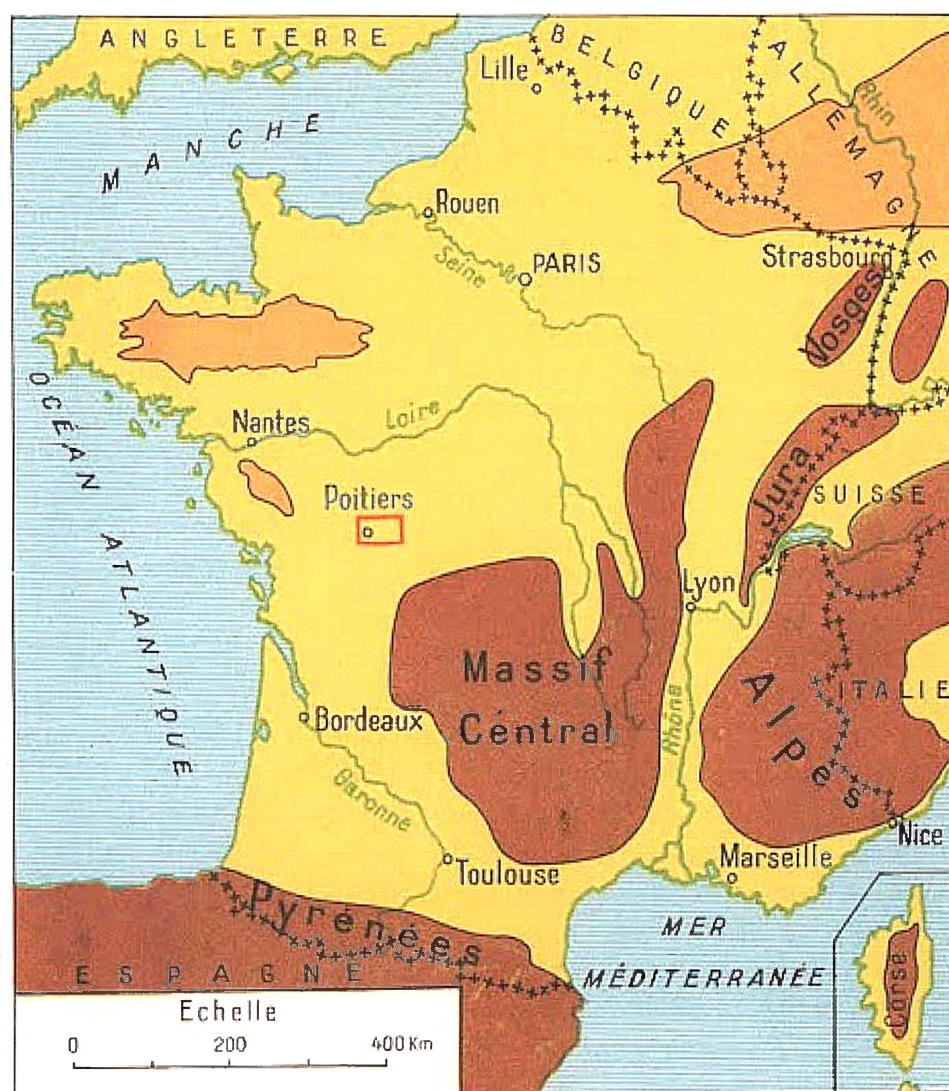 ANGLETERRE
BELGIQUE
ALLEMAGNE
Lille
Rhin
MANCHE
Rouen
Seine
PARIS
Strasbourg
Vosges
OCÉAN ATLANTIQUE
Nantes
Loire
Jura
SUISSE
Poitiers
Lyon
Massif
Central
Alpes
ITALIE
Rhône
Bordeaux
Garonne
Nice
Marseille
Toulouse
Pyrénées
MER
MÉDITERRANÉE
ESPAGNE
Corse
Echelle
0 200 400 Km